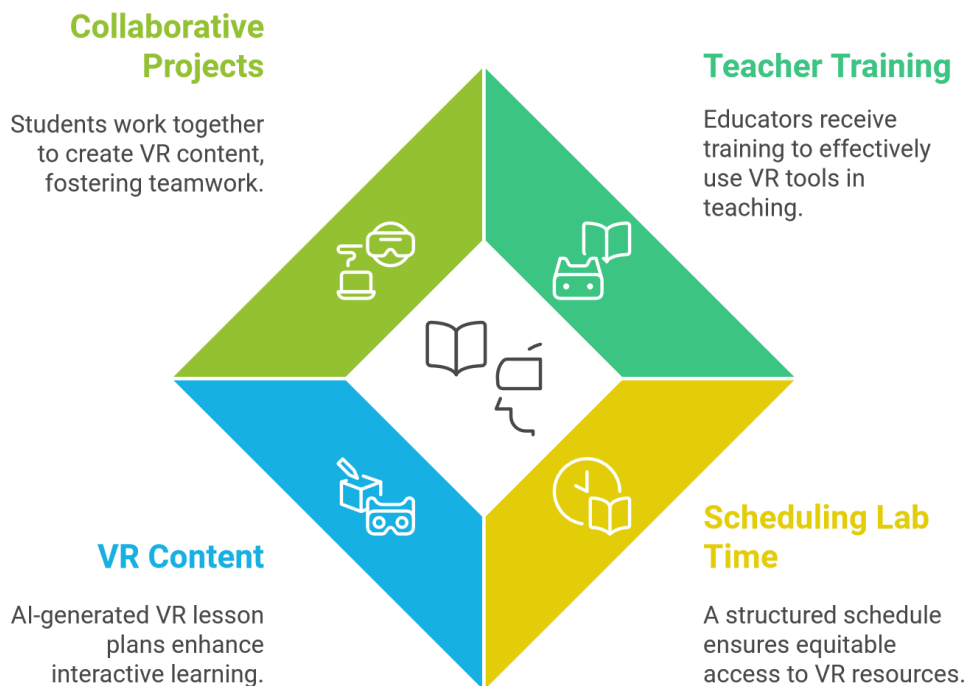 Collaborative
Projects
Students work together
to create VR content,
fostering teamwork.
Teacher Training
Educators receive
training to effectively
use VR tools in
teaching.
VR Content
AI-generated VR lesson
plans enhance
interactive learning.
Scheduling Lab
Time
A structured schedule
ensures equitable
access to VR resources.